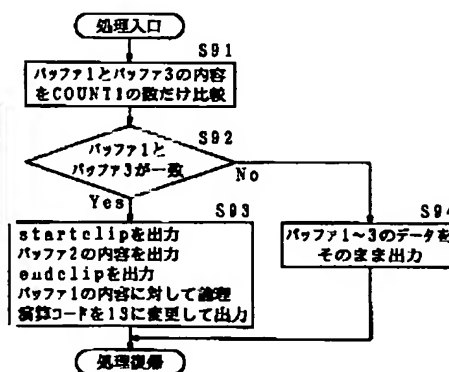 処理入口
S91
バッファ1とバッファ3の内容
をCOUNT1の数だけ比較
S92
バッファ1と
バッファ3が一致
No
Yes
S93
S94
startclipを出力
バッファ2の内容を出力
endclipを出力
バッファ1の内容に対して論理
演算コードを13に変更して出力
バッファ1～3のデータを
そのまま出力
処理復帰